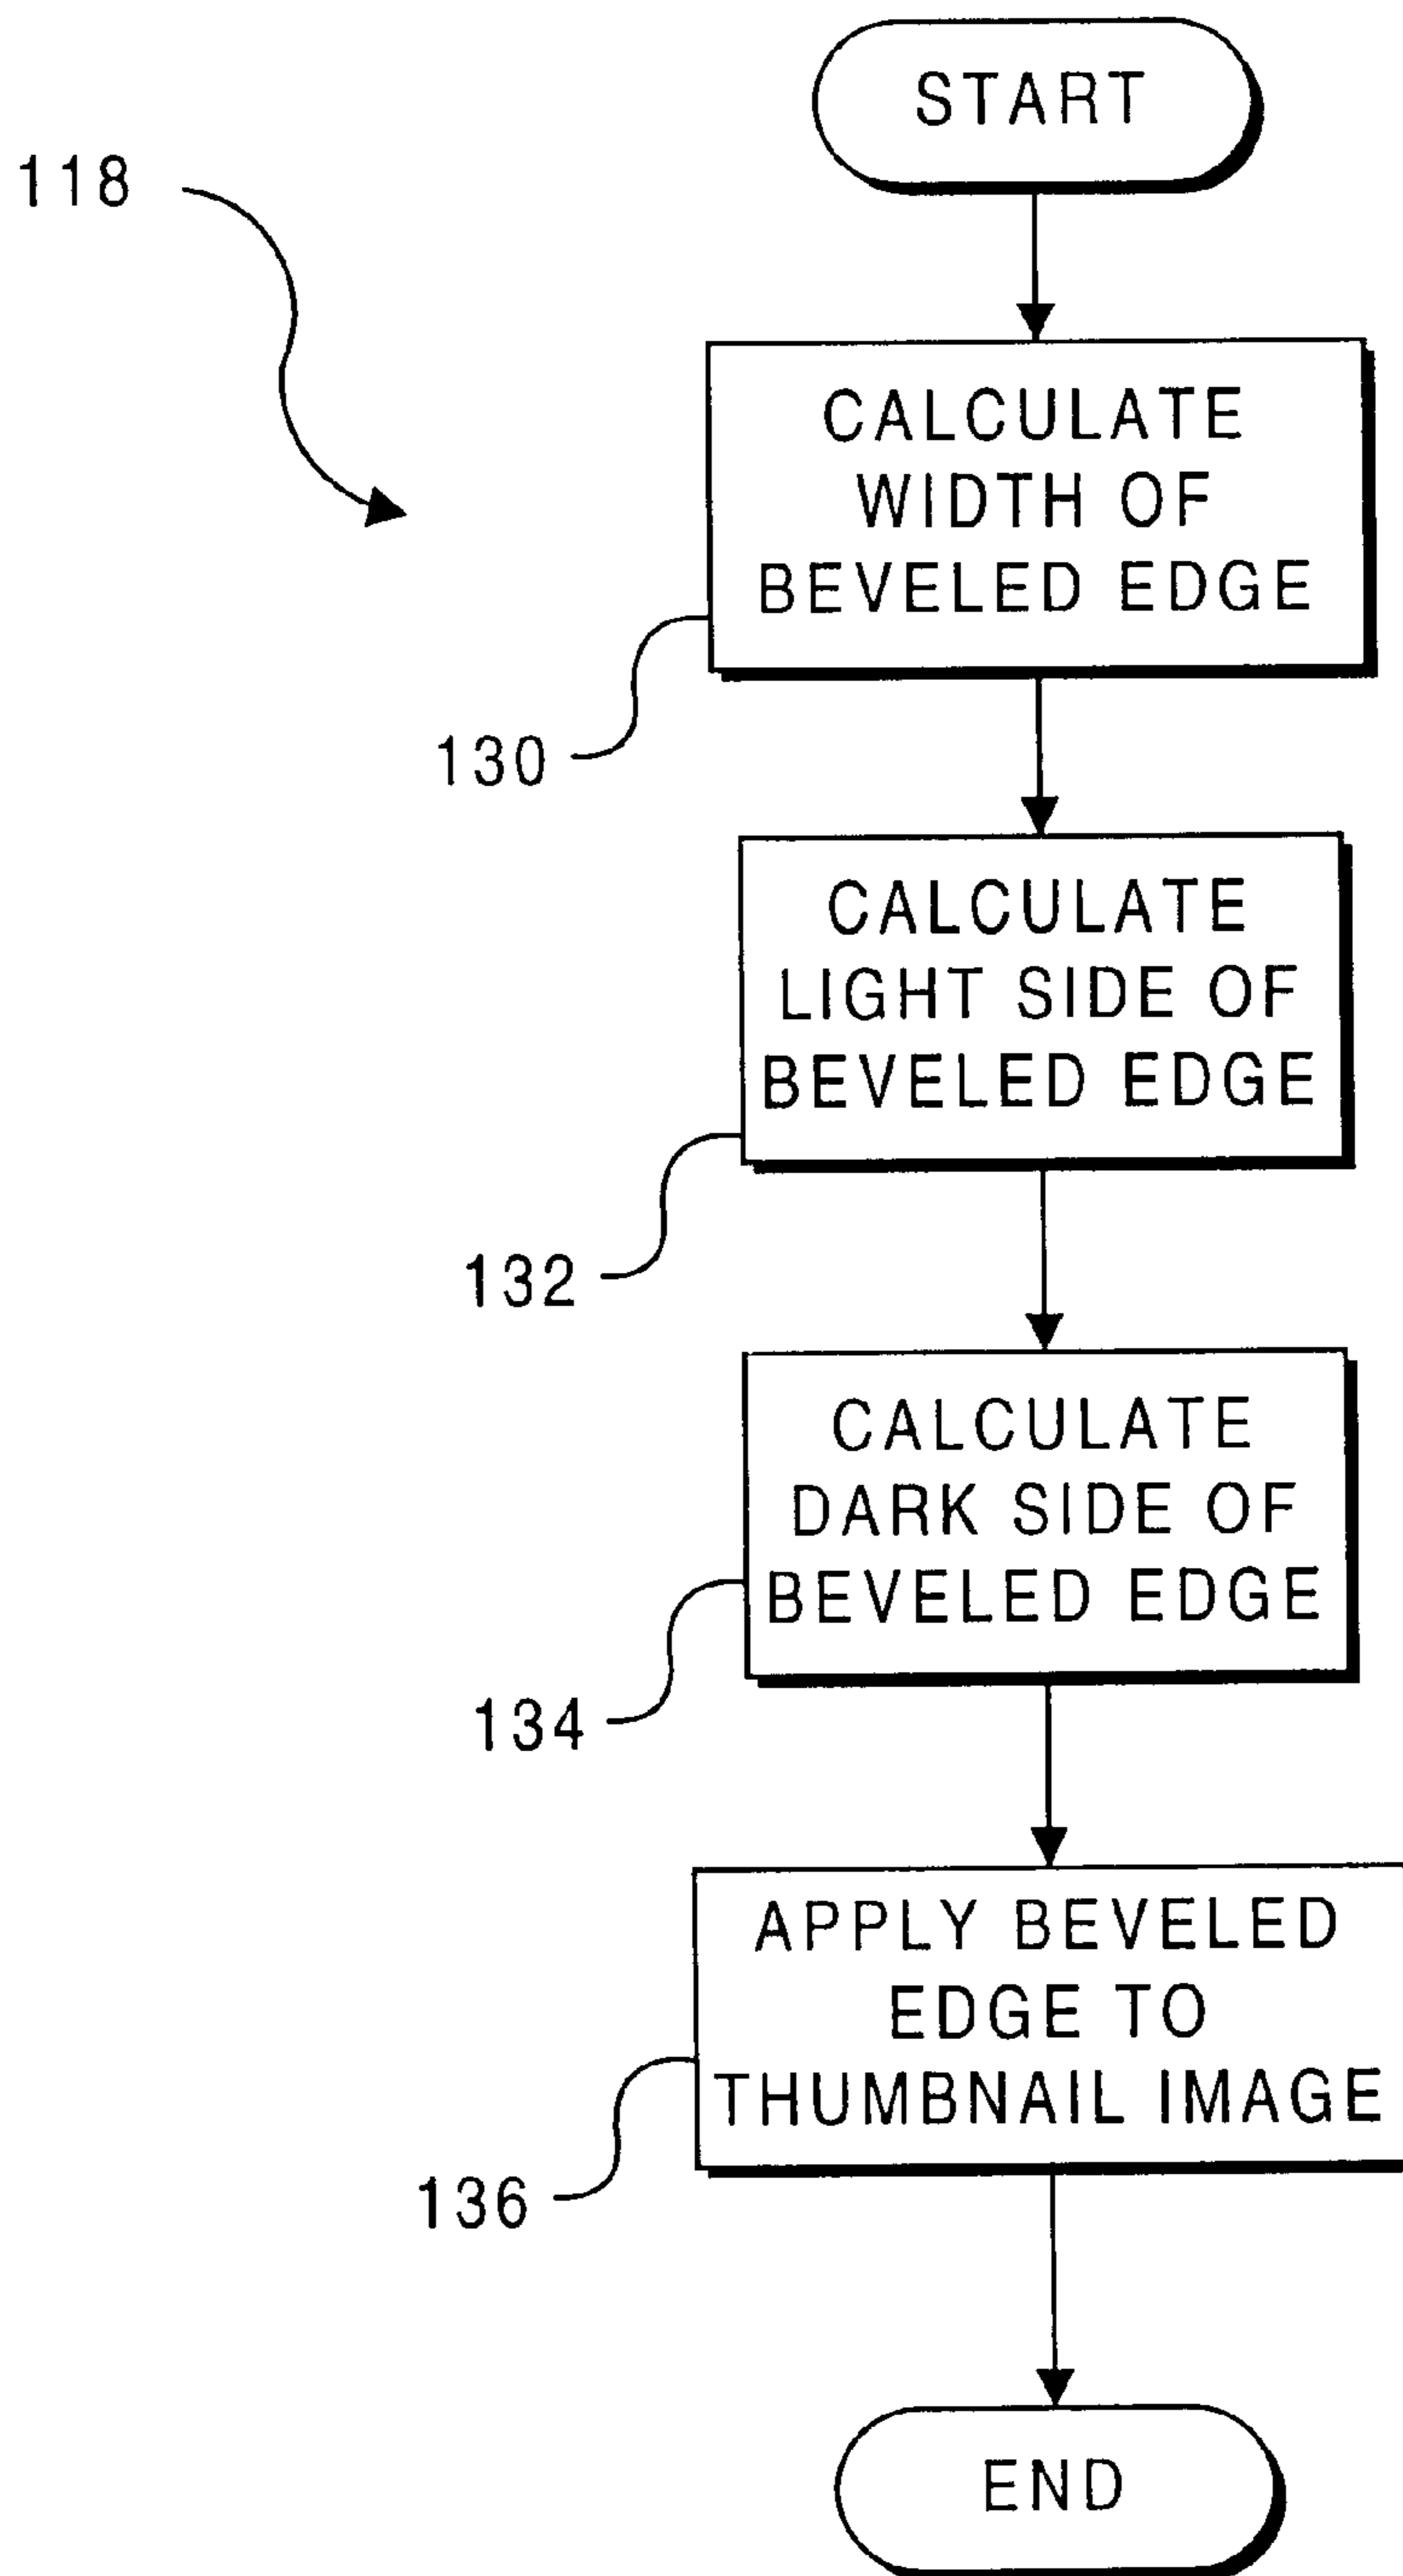 START
118
CALCULATE
WIDTH OF
BEVELED EDGE
130
CALCULATE
LIGHT SIDE OF
BEVELED EDGE
132
CALCULATE
DARK SIDE OF
BEVELED EDGE
134
APPLY BEVELED
EDGE TO
THUMBNAIL IMAGE
136
END